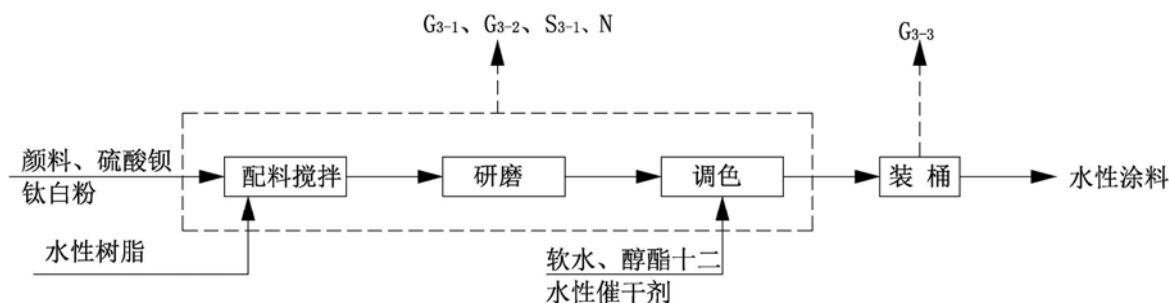 G3-1、G3-2、S3-1、N
G3-3
颜料、硫酸钡
钛白粉
配料搅拌
研磨
调色
装 桶
水性涂料
水性树脂
软水、醇酯十二
水性催干剂